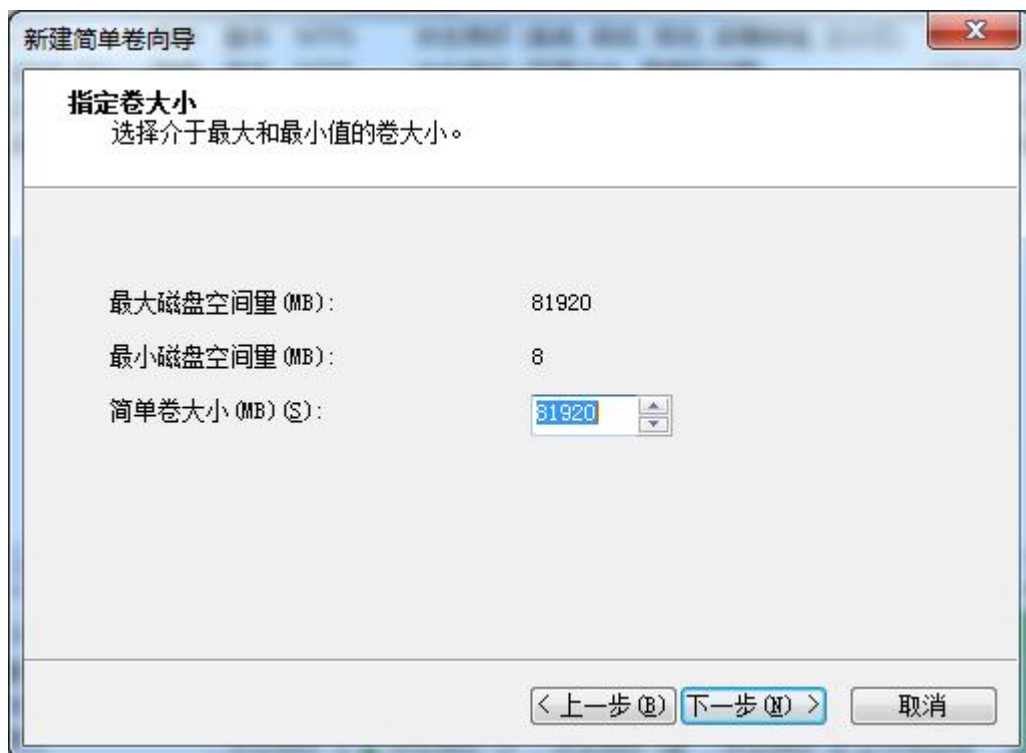 新建简单卷向导
指定卷大小
选择介于最大和最小值的卷大小。
最大磁盘空间量(MB): 81920
最小磁盘空间量(MB): 8
简单卷大小(MB)(S): 81920
< 上一步(B) 下一步(N) > 取消